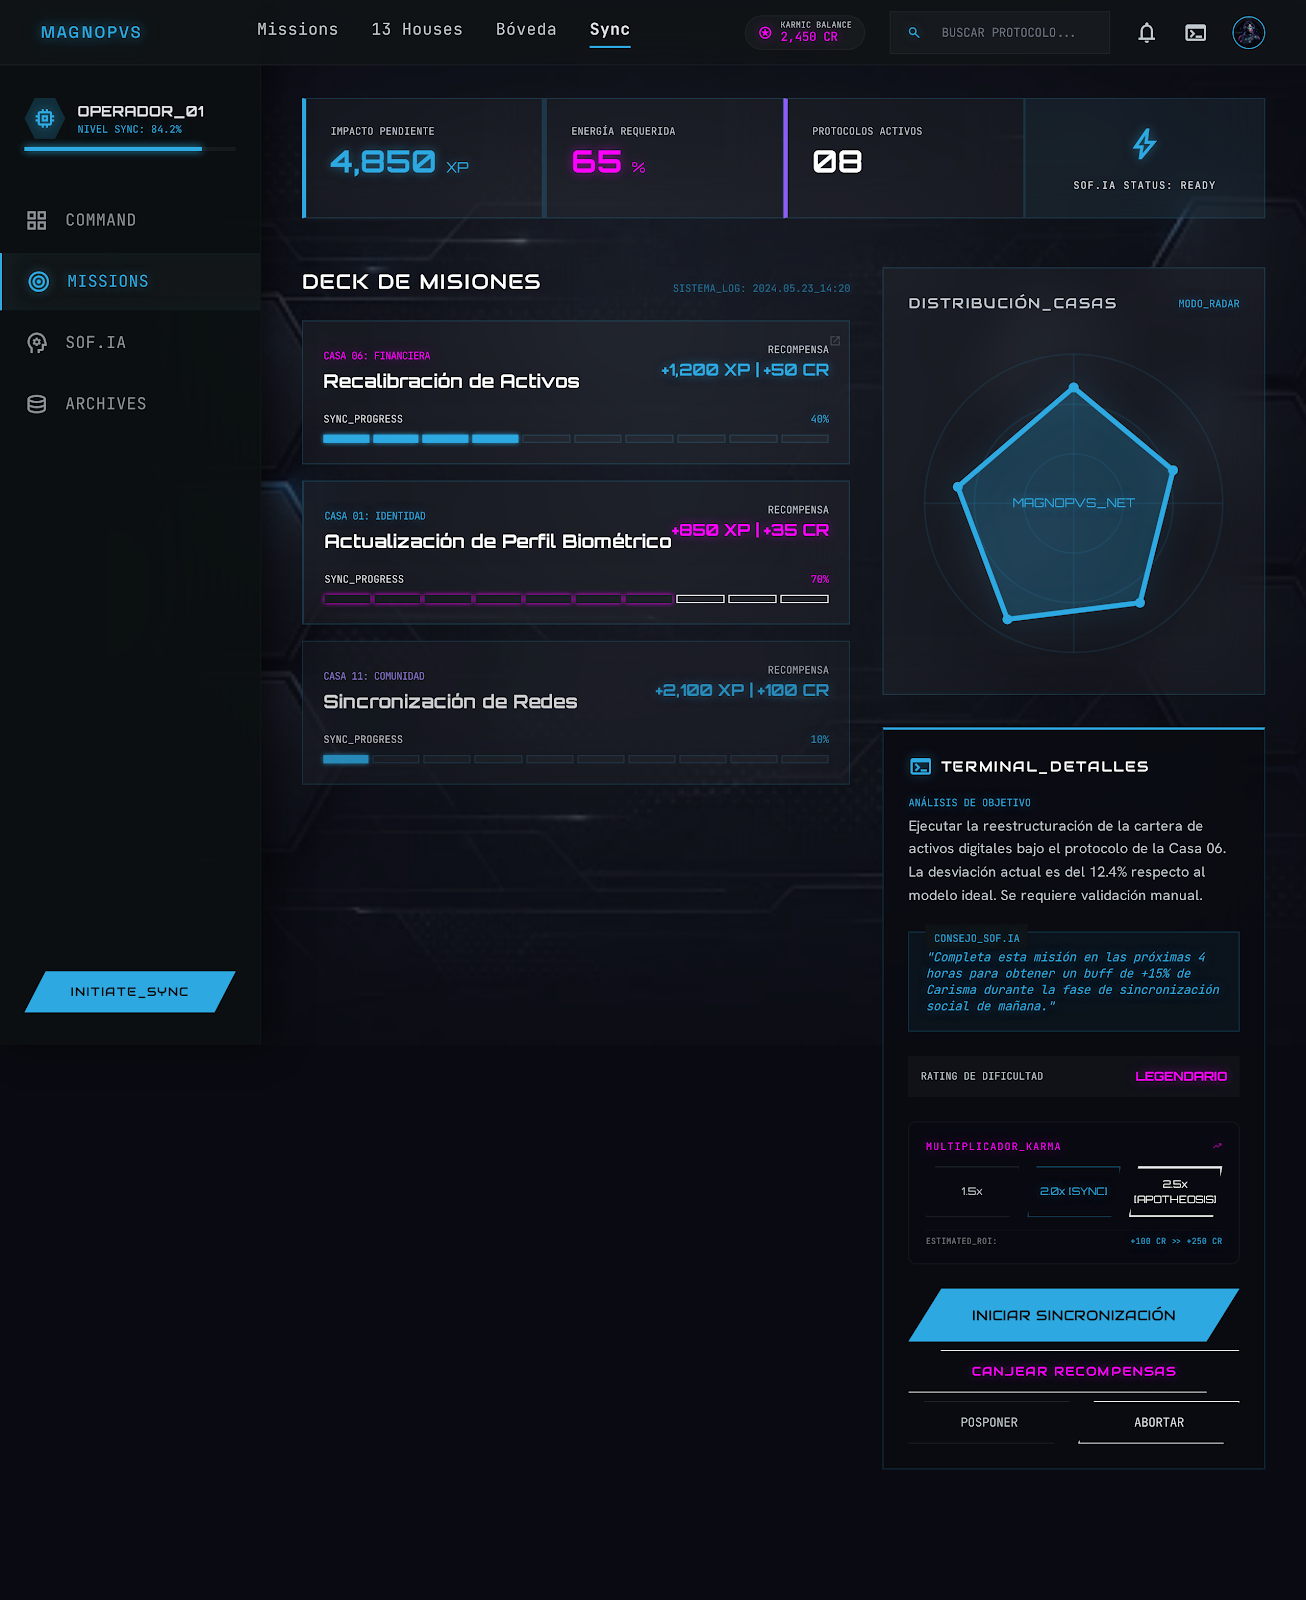 MAGNOPVS
Missions
13 Houses
Bóveda
Sync
KARMIC BALANCE
2,450 CR
BUSCAR PROTOCOLO...
OPERADOR_01
NIVEL SYNC: 84.2%
COMMAND
MISSIONS
SOF.IA
ARCHIVES
INITIATE_SYNC
IMPACTO PENDIENTE
4,850 XP
ENERGÍA REQUERIDA
65 %
PROTOCOLOS ACTIVOS
08
SOF.IA STATUS: READY
DECK DE MISIONES
SISTEMA_LOG: 2024.05.23_14:20
CASA 06: FINANCIERA
Recalibración de Activos
RECOMPENSA
+1,200 XP | +50 CR
SYNC_PROGRESS
40%
CASA 01: IDENTIDAD
Actualización de Perfil Biométrico
RECOMPENSA
+850 XP | +35 CR
SYNC_PROGRESS
70%
CASA 11: COMUNIDAD
Sincronización de Redes
RECOMPENSA
+2,100 XP | +100 CR
SYNC_PROGRESS
10%
DISTRIBUCIÓN_CASAS
MODO_RADAR
MAGNOPVS_NET
TERMINAL_DETALLES
ANÁLISIS DE OBJETIVO
Ejecutar la reestructuración de la cartera de
activos digitales bajo el protocolo de la Casa 06.
La desviación actual es del 12.4% respecto al
modelo ideal. Se requiere validación manual.
CONSEJO_SOF.IA
"Completa esta misión en las próximas 4
horas para obtener un buff de +15% de
Carisma durante la fase de sincronización
social de mañana."
RATING DE DIFICULTAD
LEGENDARIO
MULTIPLICADOR_KARMA
1.5x
2.0x [SYNC]
2.5x
[APOTHEOSIS]
ESTIMATED_ROI:
+100 CR >> +250 CR
INICIAR SINCRONIZACIÓN
CANJEAR RECOMPENSAS
POSPONER
ABORTAR